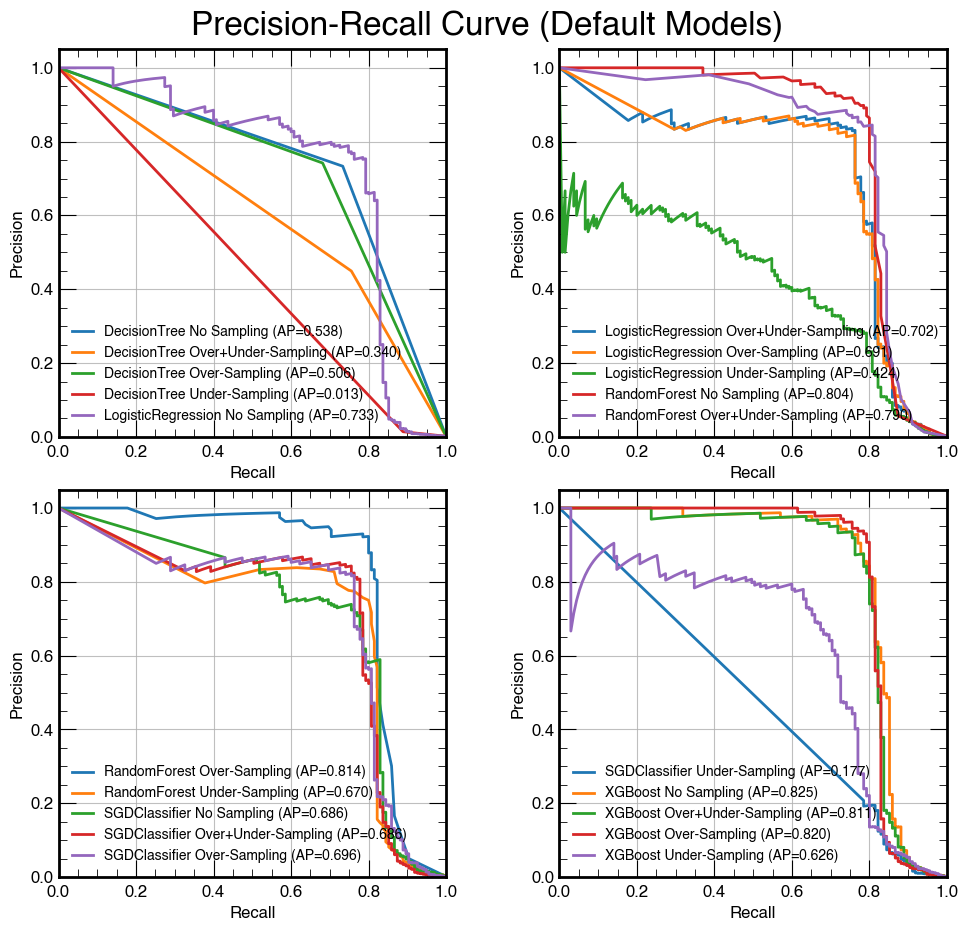 Precision-Recall Curve (Default Models)
1.0
0.8
0.6
0.4
0.2
0.0
Precision
DecisionTree No Sampling (AP=0.538)
DecisionTree Over+Under-Sampling (AP=0.340)
DecisionTree Over-Sampling (AP=0.506)
DecisionTree Under-Sampling (AP=0.013)
LogisticRegression No Sampling (AP=0.733)
0.0 0.2 0.4 0.6 0.8 1.0
Recall
1.0
0.8
0.6
0.4
0.2
0.0
Precision
LogisticRegression Over+Under-Sampling (AP=0.702)
LogisticRegression Over-Sampling (AP=0.691)
LogisticRegression Under-Sampling (AP=0.424)
RandomForest No Sampling (AP=0.804)
RandomForest Over+Under-Sampling (AP=0.790)
0.0 0.2 0.4 0.6 0.8 1.0
Recall
1.0
0.8
0.6
0.4
0.2
0.0
Precision
RandomForest Over-Sampling (AP=0.814)
RandomForest Under-Sampling (AP=0.670)
SGDClassifier No Sampling (AP=0.686)
SGDClassifier Over+Under-Sampling (AP=0.686)
SGDClassifier Over-Sampling (AP=0.696)
0.0 0.2 0.4 0.6 0.8 1.0
Recall
1.0
0.8
0.6
0.4
0.2
0.0
Precision
SGDClassifier Under-Sampling (AP=0.177)
XGBoost No Sampling (AP=0.825)
XGBoost Over+Under-Sampling (AP=0.811)
XGBoost Over-Sampling (AP=0.820)
XGBoost Under-Sampling (AP=0.626)
0.0 0.2 0.4 0.6 0.8 1.0
Recall